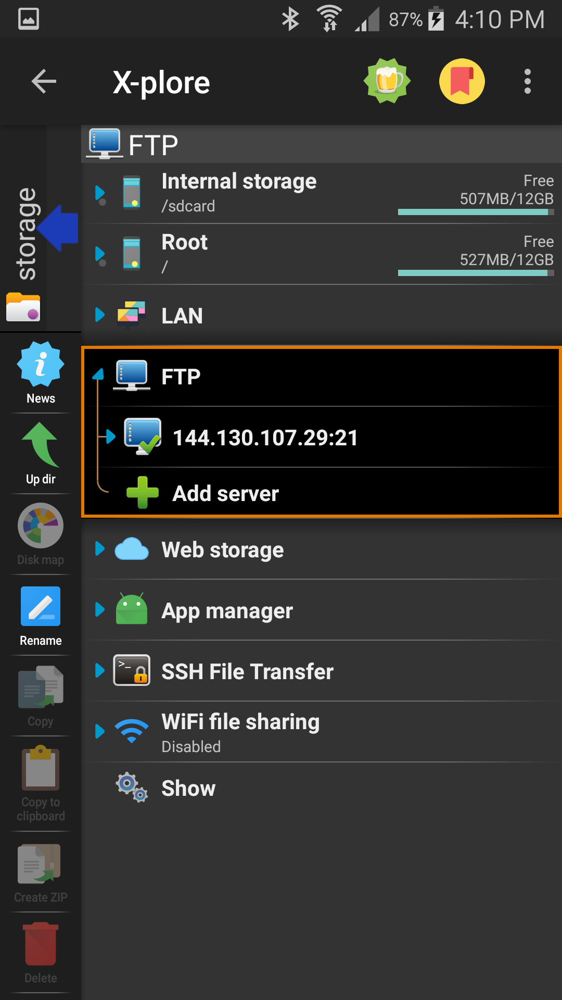 87% 4:10 PM
X-plore
storage
FTP
Internal storage
/sdcard
Free
507MB/12GB
Root
/
Free
527MB/12GB
LAN
FTP
144.130.107.29:21
Add server
Web storage
App manager
SSH File Transfer
WiFi file sharing
Disabled
Show
News
Up dir
Disk map
Rename
Copy
Copy to
clipboard
Create ZIP
Delete